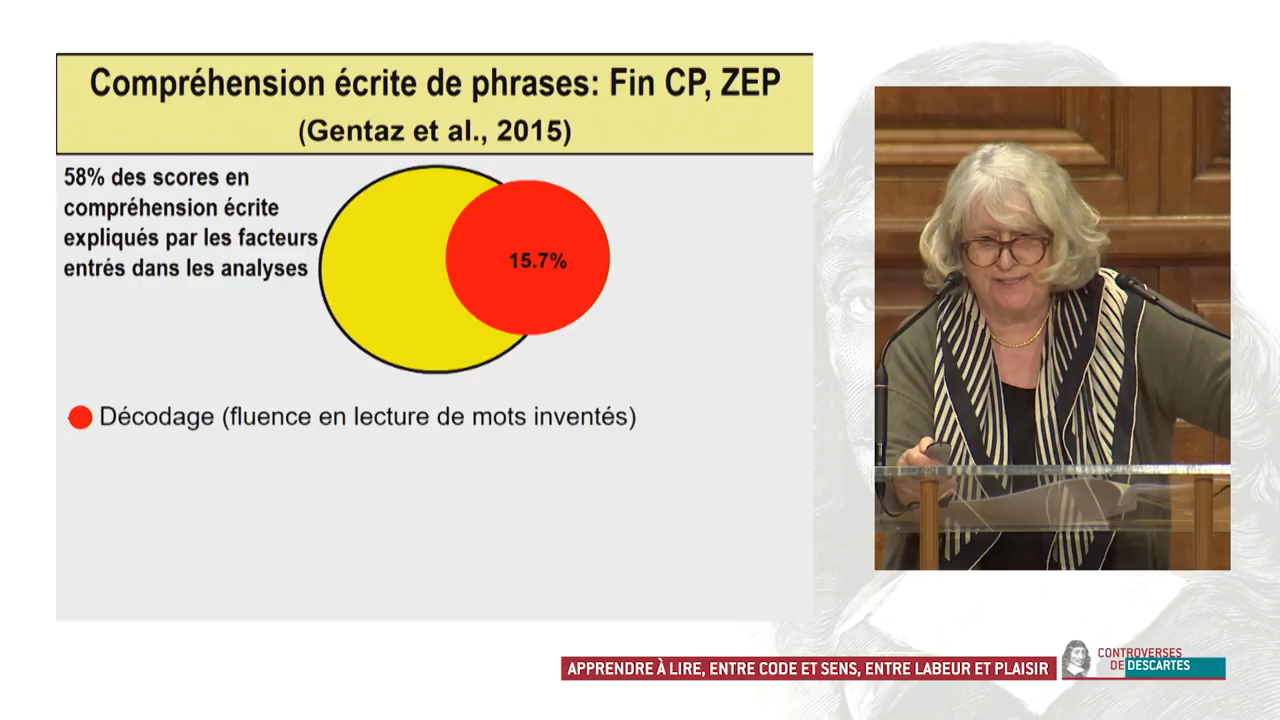 Compréhension écrite de phrases: Fin CP, ZEP
(Gentaz et al., 2015)
58% des scores en
compréhension écrite
expliqués par les facteurs
entrés dans les analyses
15.7%
Décodage (fluence en lecture de mots inventés)
APPRENDRE À LIRE, ENTRE CODE ET SENS, ENTRE LABEUR ET PLAISIR
CONTROVERSES
DE DESCARTES